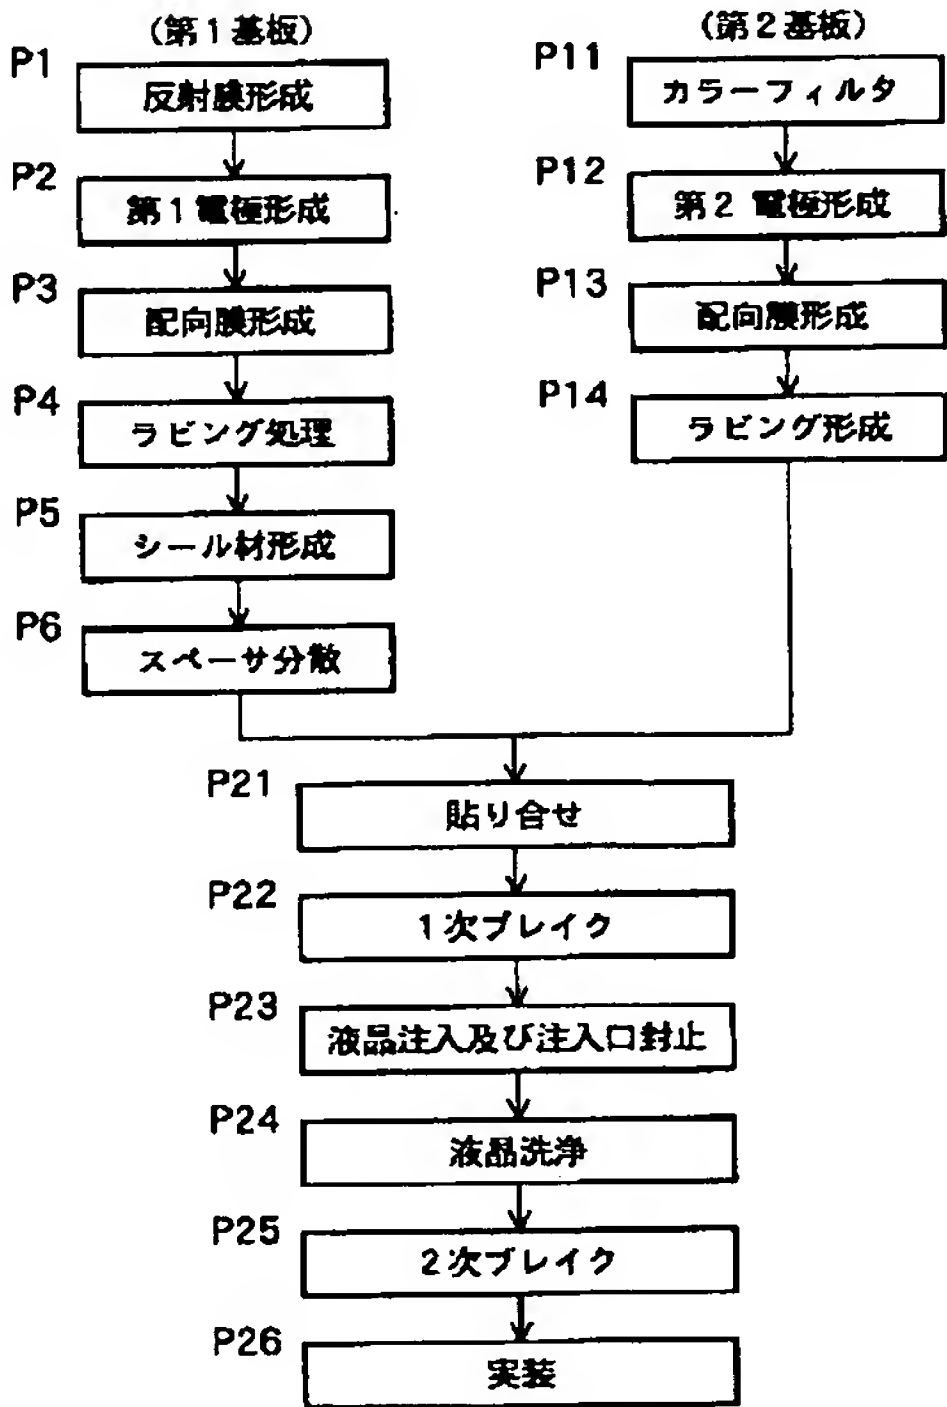 (第1基板)
P1
反射膜形成
P2
第1電極形成
P3
配向膜形成
P4
ラビング処理
P5
シール材形成
P6
スペーサ分散
(第2基板)
P11
カラーフィルタ
P12
第2 電極形成
P13
配向膜形成
P14
ラビング形成
P21
貼り合せ
P22
1次ブレイク
P23
液晶注入及び注入口封止
P24
液晶洗浄
P25
2次ブレイク
P26
実装